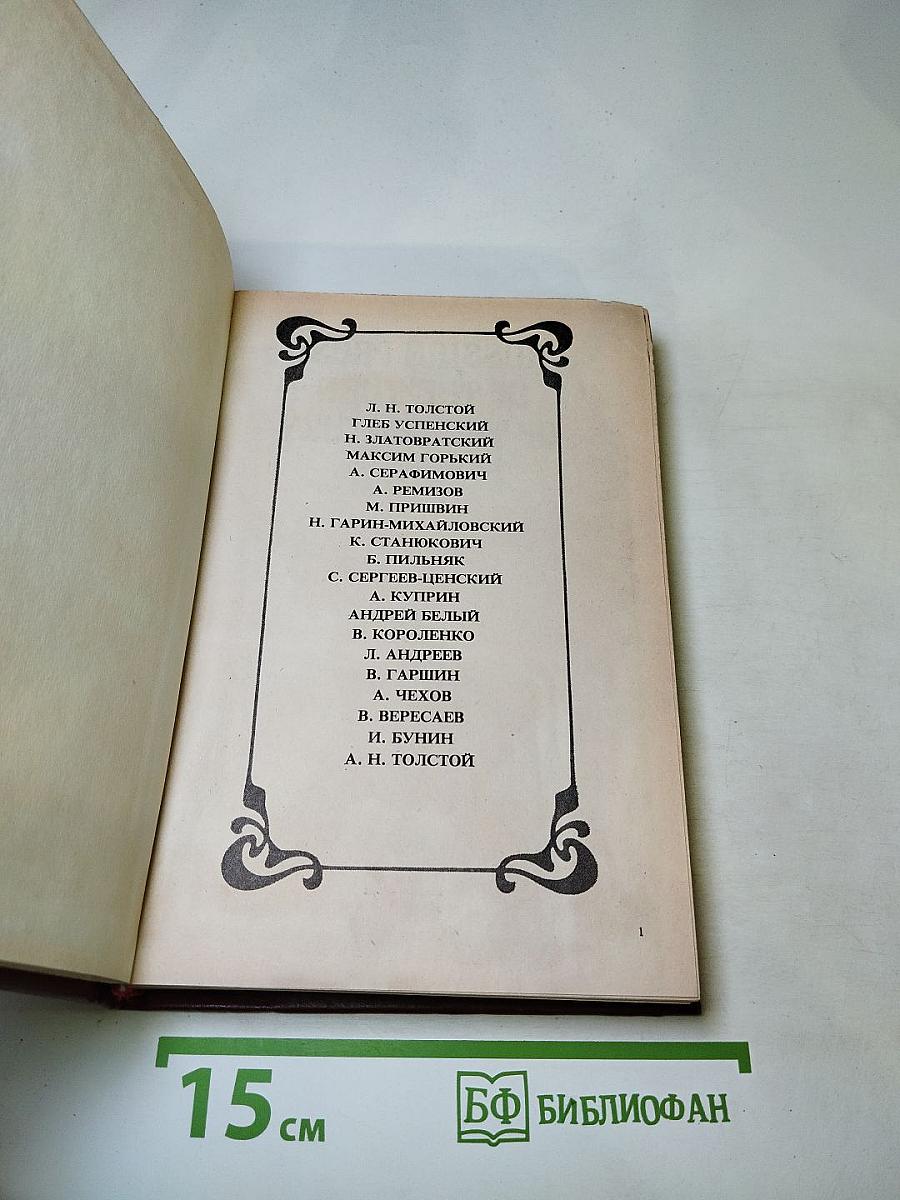 Л. Н. ТОЛСТОЙ
ГЛЕБ УСПЕНСКИЙ
Н. ЗЛАТОВРАТСКИЙ
МАКСИМ ГОРЬКИЙ
А. СЕРАФИМОВИЧ
А. РЕМИЗОВ
М. ПРИШВИН
Н. ГАРИН-МИХАЙЛОВСКИЙ
К. СТАНЮКОВИЧ
Б. ПИЛЬНЯК
С. СЕРГЕЕВ-ЦЕНСКИЙ
А. КУПРИН
АНДРЕЙ БЕЛЫЙ
В. КОРОЛЕНКО
Л. АНДРЕЕВ
В. ГАРШИН
А. ЧЕХОВ
В. ВЕРЕСАЕВ
И. БУНИН
А. Н. ТОЛСТОЙ
1
15 см
БФ БИБЛИОФАН